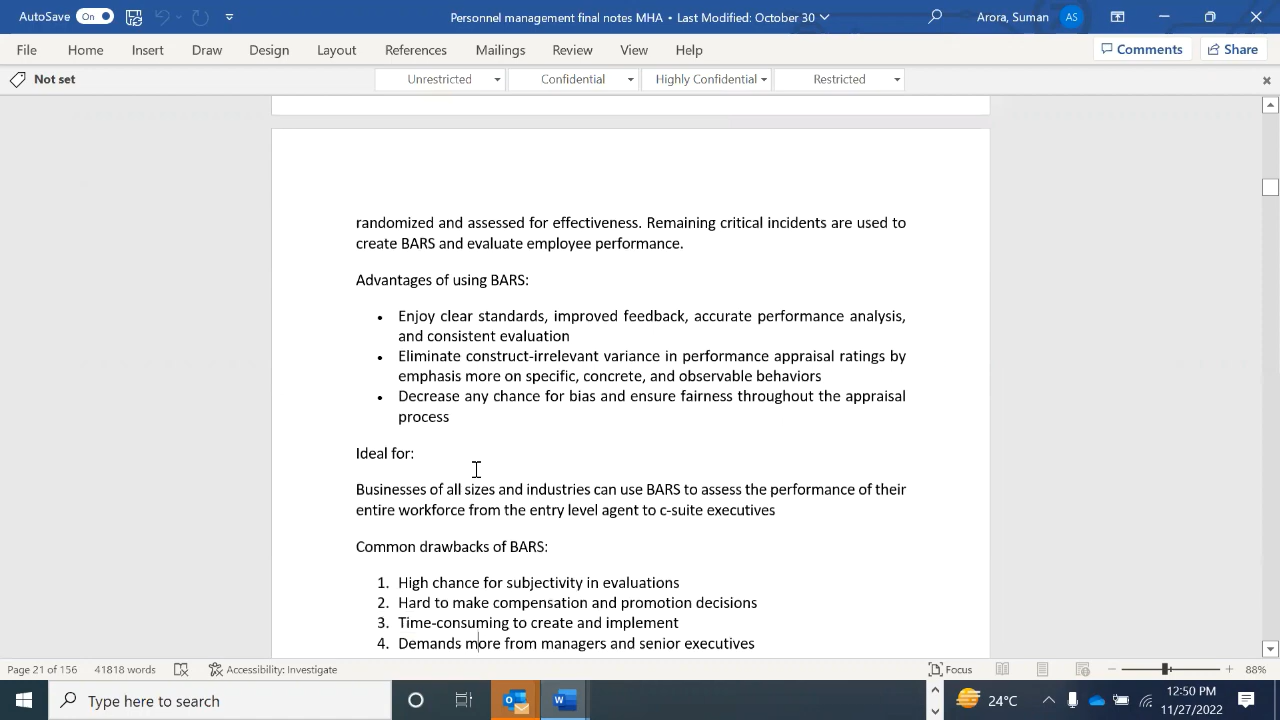 AutoSave On Personnel management final notes MHA • Last Modified: October 30 Arora, Suman AS
File Home Insert Draw Design Layout References Mailings Review View Help Comments Share
Not set Unrestricted Confidential Highly Confidential Restricted
randomized and assessed for effectiveness. Remaining critical incidents are used to
create BARS and evaluate employee performance.
Advantages of using BARS:
• Enjoy clear standards, improved feedback, accurate performance analysis,
and consistent evaluation
• Eliminate construct-irrelevant variance in performance appraisal ratings by
emphasis more on specific, concrete, and observable behaviors
• Decrease any chance for bias and ensure fairness throughout the appraisal
process
Ideal for:
Businesses of all sizes and industries can use BARS to assess the performance of their
entire workforce from the entry level agent to c-suite executives
Common drawbacks of BARS:
1. High chance for subjectivity in evaluations
2. Hard to make compensation and promotion decisions
3. Time-consuming to create and implement
4. Demands more from managers and senior executives
Page 21 of 156 41818 words Accessibility: Investigate Focus 88%
Type here to search 24°C 12:50 PM
11/27/2022